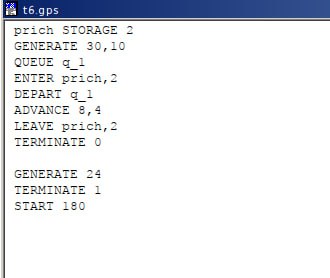 t6.gps
prich STORAGE 2
GENERATE 30,10
QUEUE q_1
ENTER prich,2
DEPART q_1
ADVANCE 8,4
LEAVE prich,2
TERMINATE 0
GENERATE 24
TERMINATE 1
START 180